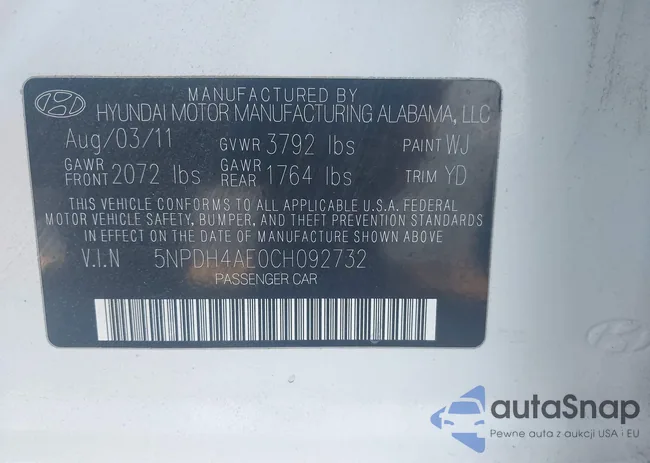 MANUFACTURED BY
HYUNDAI MOTOR MANUFACTURING ALABAMA, LLC
Aug/03/11 GVWR 3792 lbs PAINT WJ
GAWR FRONT 2072 lbs GAWR REAR 1764 lbs TRIM YD
THIS VEHICLE CONFORMS TO ALL APPLICABLE U.S.A. FEDERAL
MOTOR VEHICLE SAFETY, BUMPER, AND THEFT PREVENTION STANDARDS
IN EFFECT ON THE DATE OF MANUFACTURE SHOWN ABOVE
V.I.N 5NPDH4AE0CH092732
PASSENGER CAR
autaSnap
Pewne auta z aukcji USA i EU